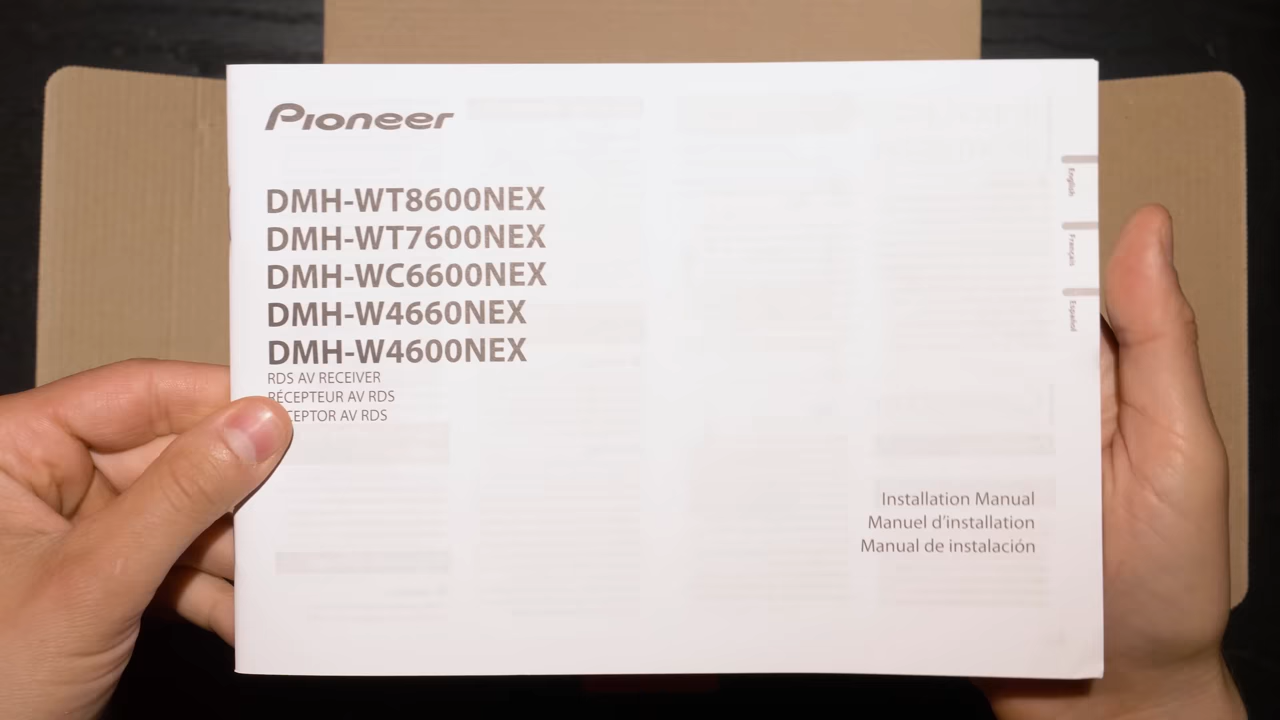 Pioneer
DMH-WT8600NEX
DMH-WT7600NEX
DMH-WC6600NEX
DMH-W4660NEX
DMH-W4600NEX
RDS AV RECEIVER
RÉCEPTEUR AV RDS
CEPTOR AV RDS
English
Français
Español
Installation Manual
Manuel d'installation
Manual de instalación